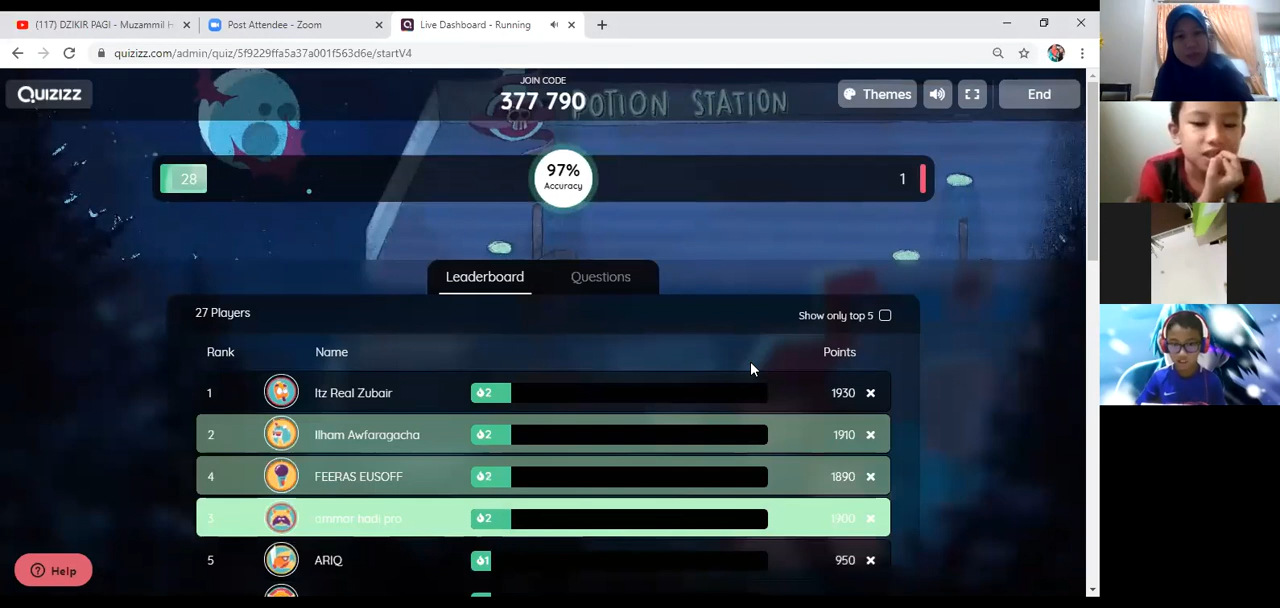 (117) DZIKIR PAGI - Muzammil H
Post Attendee - Zoom
Live Dashboard - Running
quizizz.com/admin/quiz/5f9229ffa5a37a001f563d6e/startV4
QUIZIZZ
JOIN CODE
377 790
POTION STATION
Themes
End
28
97%
Accuracy
1
Leaderboard
Questions
27 Players
Show only top 5
Rank
Name
Points
1
Itz Real Zubair
2
1930
2
Ilham Awfaragacha
2
1910
4
FEERAS EUSOFF
2
1890
3
ammar hadi pro
2
1900
5
ARIQ
1
950
Help